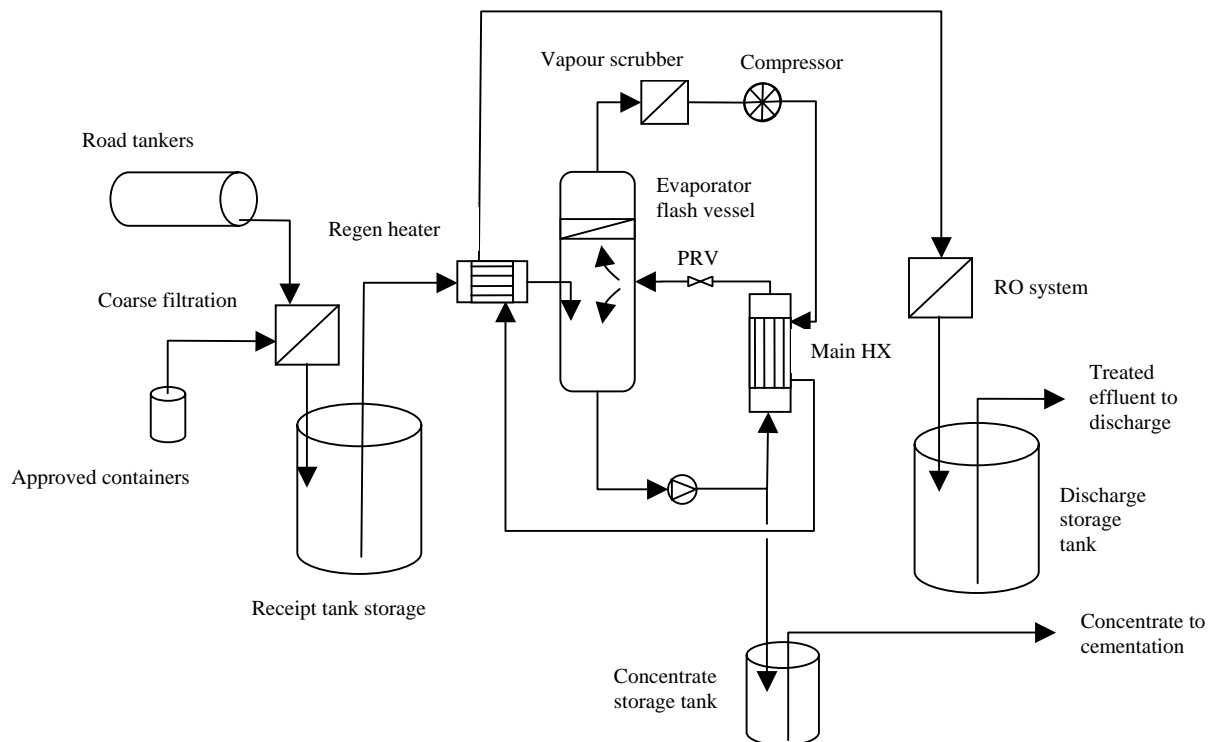 Vapour scrubber
Compressor
Road tankers
Evaporator
flash vessel
Regen heater
PRV
Coarse filtration
RO system
Main HX
Treated
effluent to
discharge
Approved containers
Discharge
storage
tank
Receipt tank storage
Concentrate to
cementation
Concentrate
storage tank